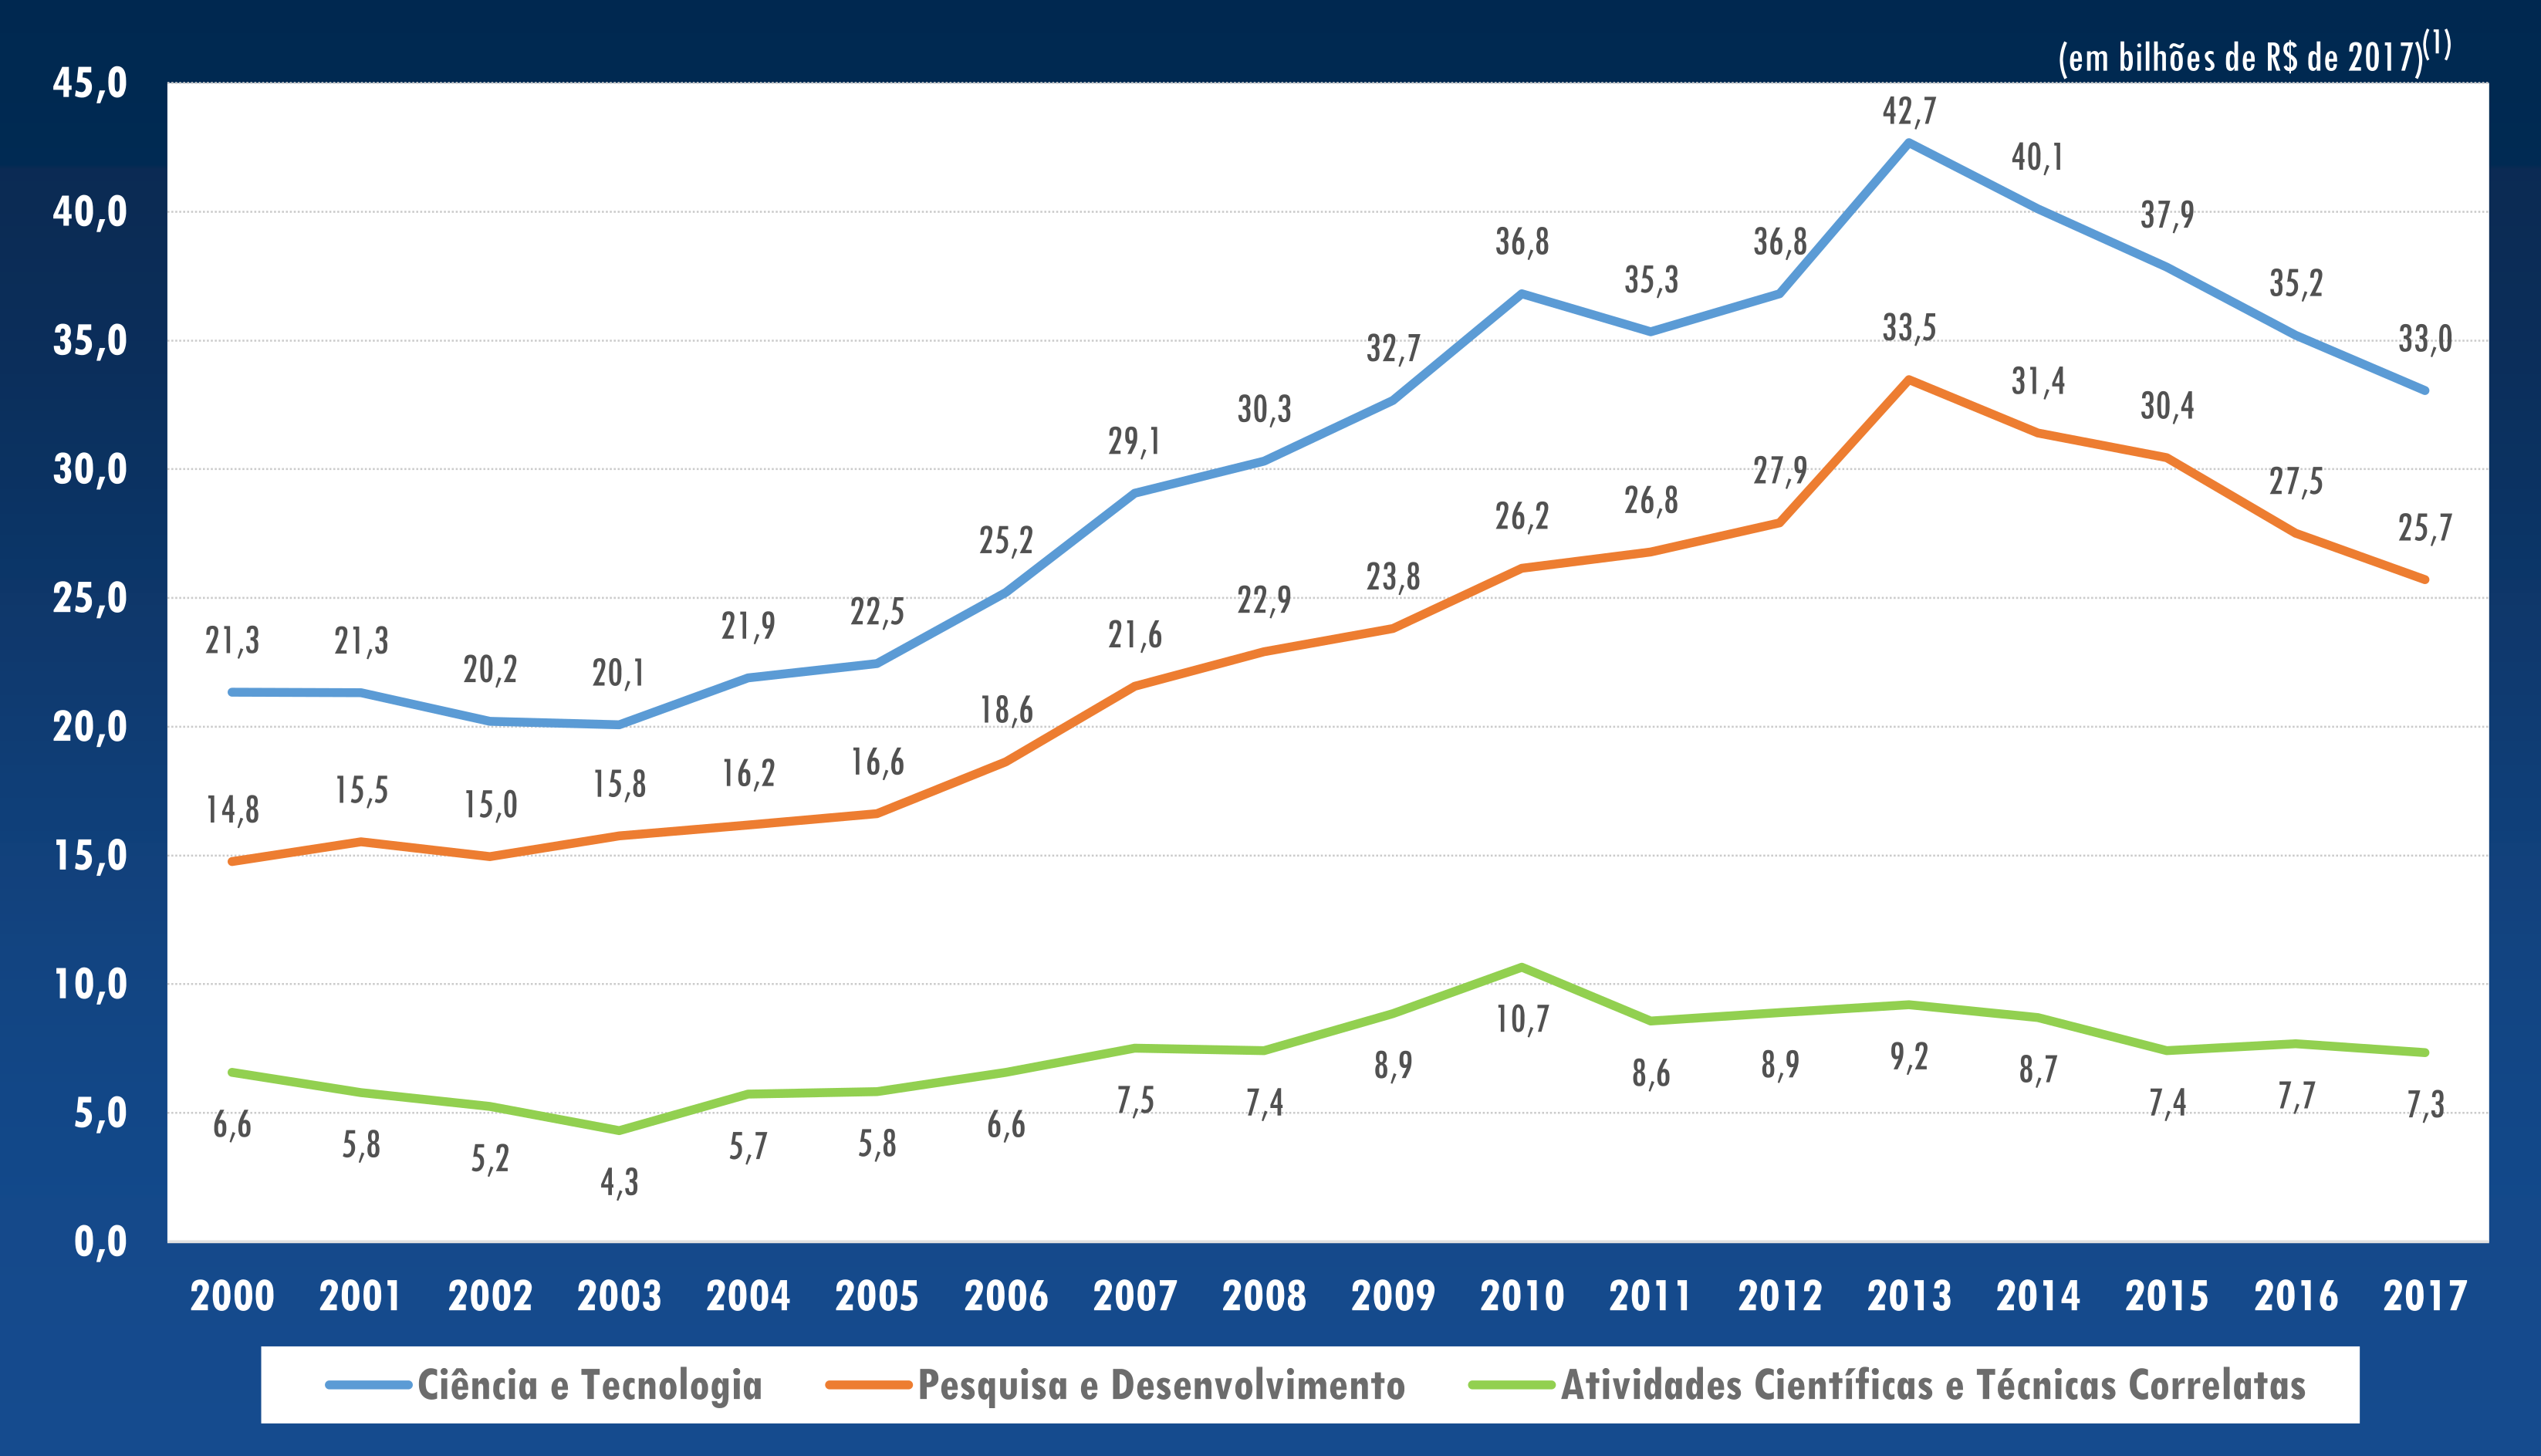 (em bilhões de R$ de 2017)(1)
45,0
40,0
35,0
30,0
25,0
20,0
15,0
10,0
5,0
0,0
21,3 21,3 20,2 20,1 21,9 22,5 25,2 29,1 30,3 32,7 36,8 35,3 36,8 42,7 40,1 37,9 35,2 33,0
14,8 15,5 15,0 15,8 16,2 16,6 18,6 21,6 22,9 23,8 26,2 26,8 27,9 33,5 31,4 30,4 27,5 25,7
6,6 5,8 5,2 4,3 5,7 5,8 6,6 7,5 7,4 8,9 10,7 8,6 8,9 9,2 8,7 7,4 7,7 7,3
2000 2001 2002 2003 2004 2005 2006 2007 2008 2009 2010 2011 2012 2013 2014 2015 2016 2017
Ciência e Tecnologia Pesquisa e Desenvolvimento Atividades Científicas e Técnicas Correlatas